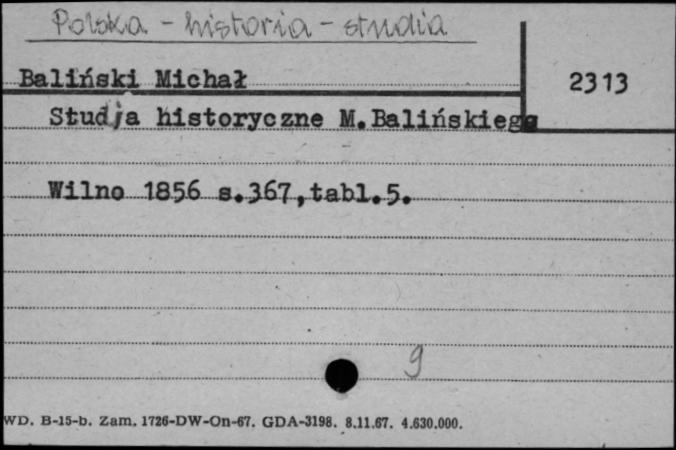 Polska - historia - studia
Baliński Michał
2313
Studja historyczne M.Balińskiego
Wilno 1856 s.367,tabl.5.
9
WD. B-15-b. Zam. 1726-DW-On-67. GDA-3198. 8.11.67. 4.630.000.